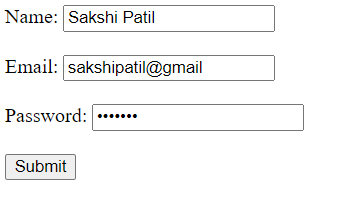 Name: Sakshi Patil
Email: sakshipatil@gmail
Password: •••••••
Submit